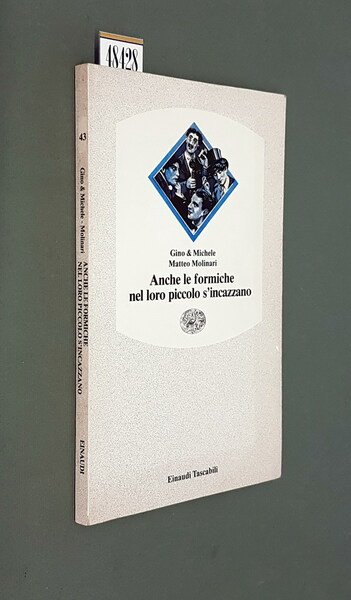 48428
43
Gino & Michele - Molinari
ANCHE LE FORMICHE
NEL LORO PICCOLO S'INCAZZANO
EINAUDI
Gino & Michele
Matteo Molinari
Anche le formiche
nel loro piccolo s'incazzano
Einaudi Tascabili